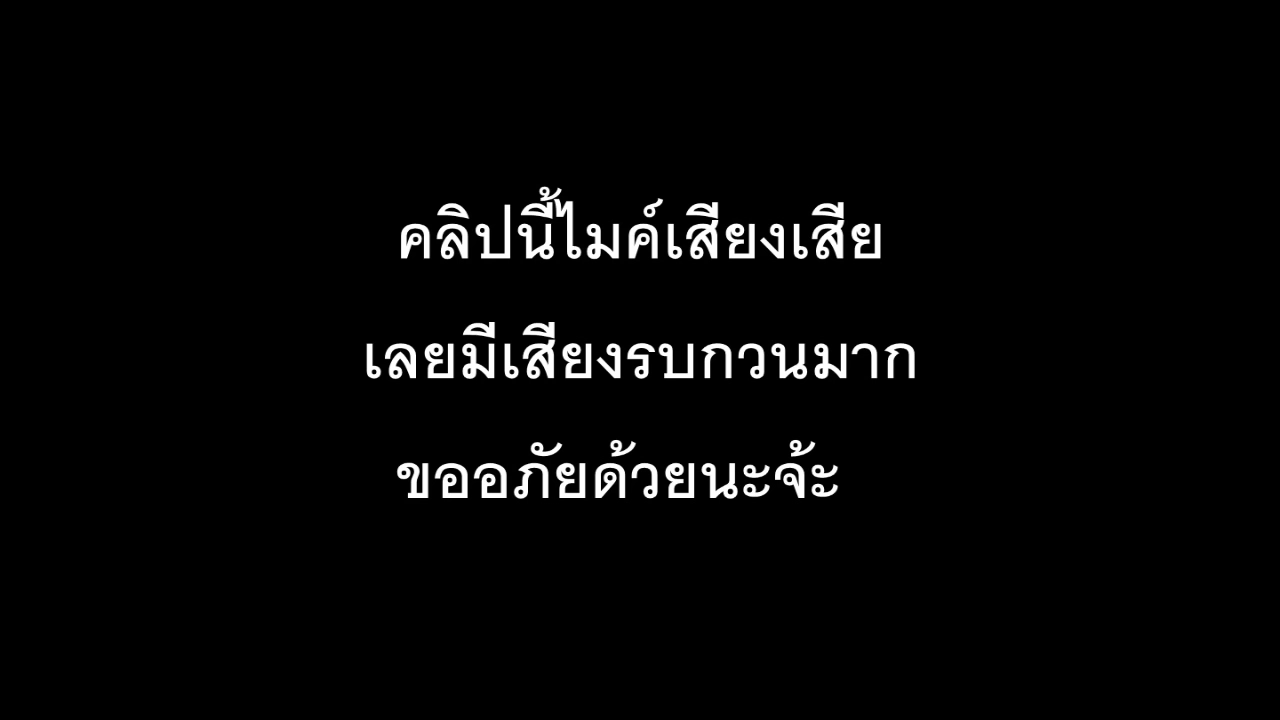 คลิปนี้ไมค์เสียงเสีย
เลยมีเสียงรบกวนมาก
ขออภัยด้วยนะจ้ะ